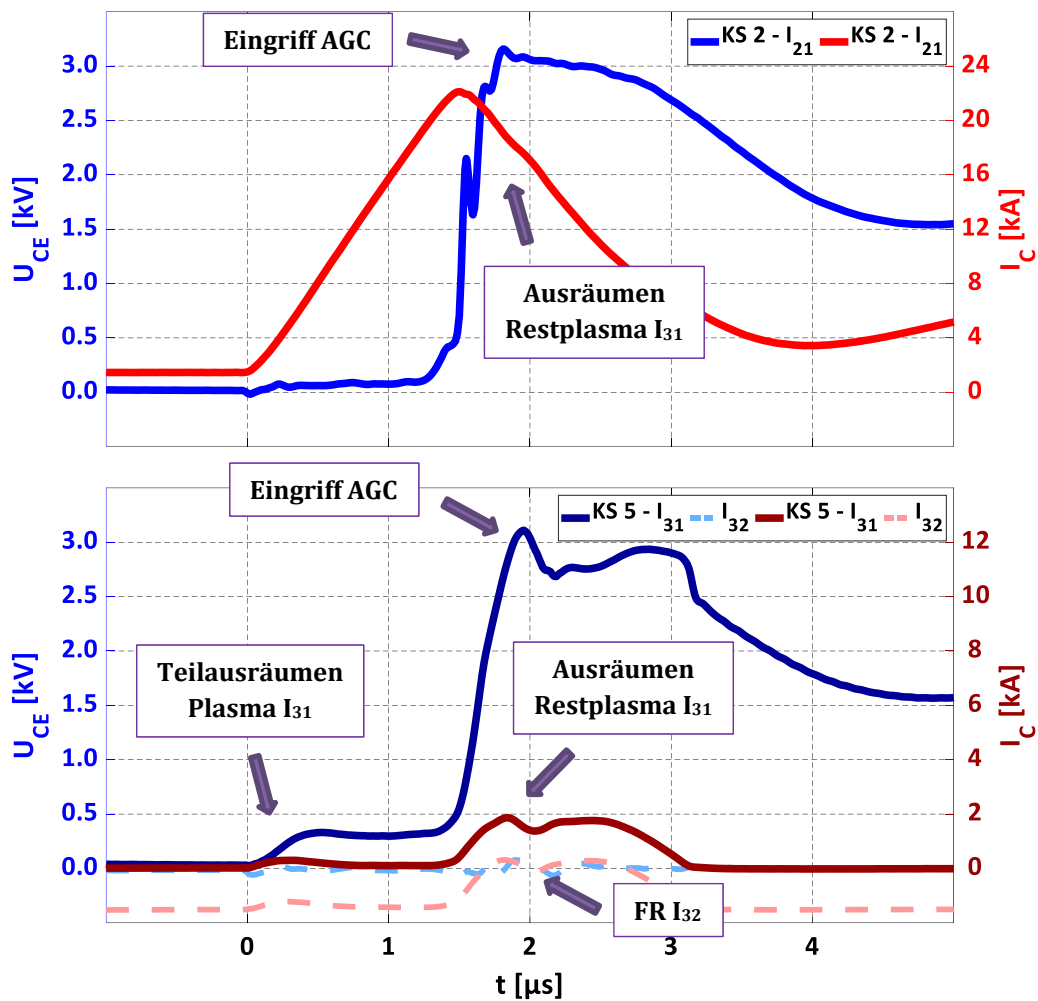 Eingriff AGC
KS 2 - I21 KS 2 - I21
3.0
2.5
2.0
1.5
1.0
0.5
0.0
UCE [kV]
24
20
16
12
8
4
0
IC [kA]
Ausräumen
Restplasma I31
Eingriff AGC
KS 5 - I31 I32 KS 5 - I31 I32
3.0
2.5
2.0
1.5
1.0
0.5
0.0
UCE [kV]
12
10
8
6
4
2
0
IC [kA]
Teilausräumen
Plasma I31
Ausräumen
Restplasma I31
FR I32
0 1 2 3 4
t [µs]